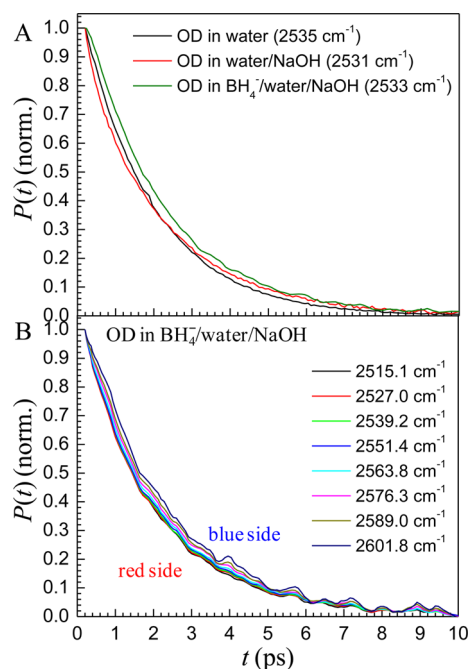 A
OD in water (2535 cm⁻¹)
OD in water/NaOH (2531 cm⁻¹)
OD in BH₄⁻/water/NaOH (2533 cm⁻¹)
P(t) (norm.)
1.0
0.9
0.8
0.7
0.6
0.5
0.4
0.3
0.2
0.1
0.0
B
OD in BH₄⁻/water/NaOH
2515.1 cm⁻¹
2527.0 cm⁻¹
2539.2 cm⁻¹
2551.4 cm⁻¹
2563.8 cm⁻¹
2576.3 cm⁻¹
2589.0 cm⁻¹
2601.8 cm⁻¹
blue side
red side
P(t) (norm.)
1.0
0.9
0.8
0.7
0.6
0.5
0.4
0.3
0.2
0.1
0.0
0 1 2 3 4 5 6 7 8 9 10
t (ps)